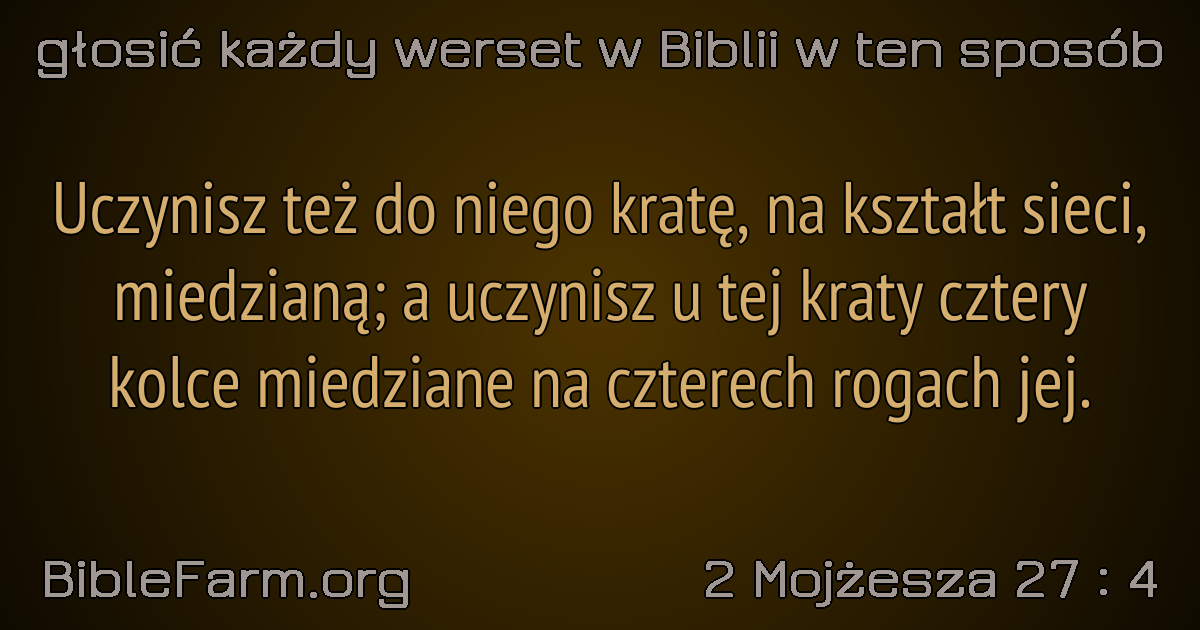 głosić każdy werset w Biblii w ten sposób
Uczynisz też do niego kratę, na kształt sieci,
miedzianą; a uczynisz u tej kraty cztery
kolce miedziane na czterech rogach jej.
BibleFarm.org
2 Mojżesza 27 : 4